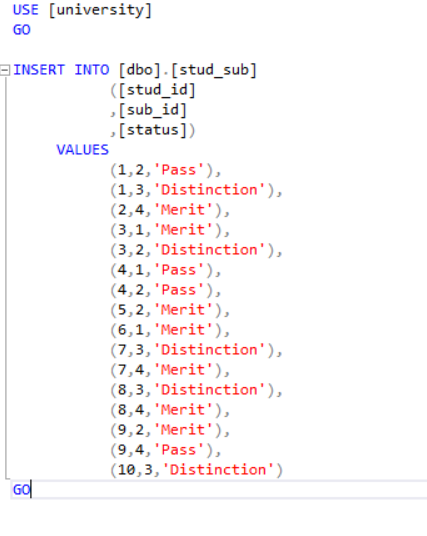 USE [university]
GO
INSERT INTO [dbo].[stud_sub]
([stud_id]
,[sub_id]
,[status])
VALUES
(1,2,'Pass'),
(1,3,'Distinction'),
(2,4,'Merit'),
(3,1,'Merit'),
(3,2,'Distinction'),
(4,1,'Pass'),
(4,2,'Pass'),
(5,2,'Merit'),
(6,1,'Merit'),
(7,3,'Distinction'),
(7,4,'Merit'),
(8,3,'Distinction'),
(8,4,'Merit'),
(9,2,'Merit'),
(9,4,'Pass'),
(10,3,'Distinction')
GO